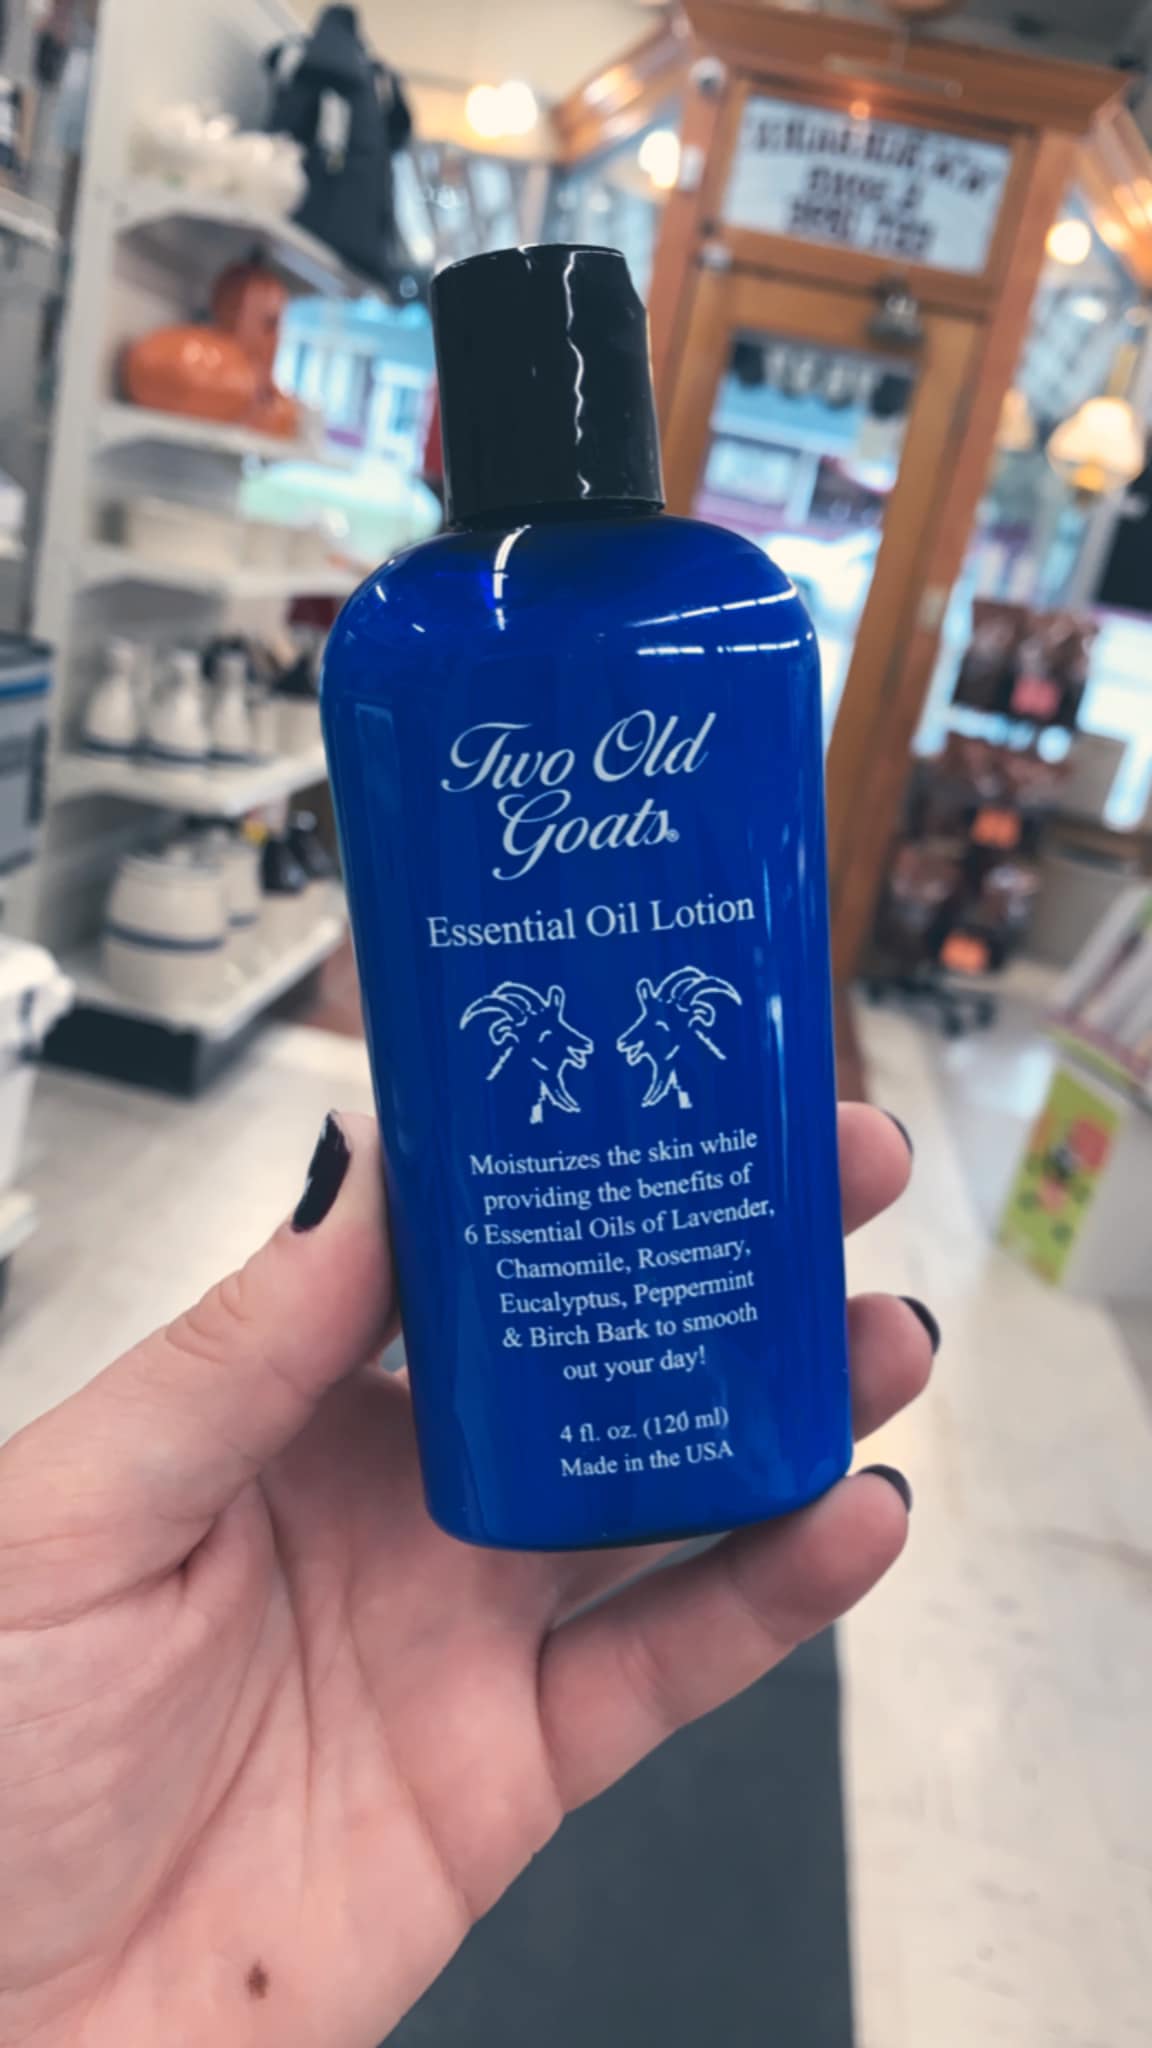 Two Old
Goats®
Essential Oil Lotion
Moisturizes the skin while
providing the benefits of
6 Essential Oils of Lavender,
Chamomile, Rosemary,
Eucalyptus, Peppermint
& Birch Bark to smooth
out your day!
4 fl. oz. (120 ml)
Made in the USA